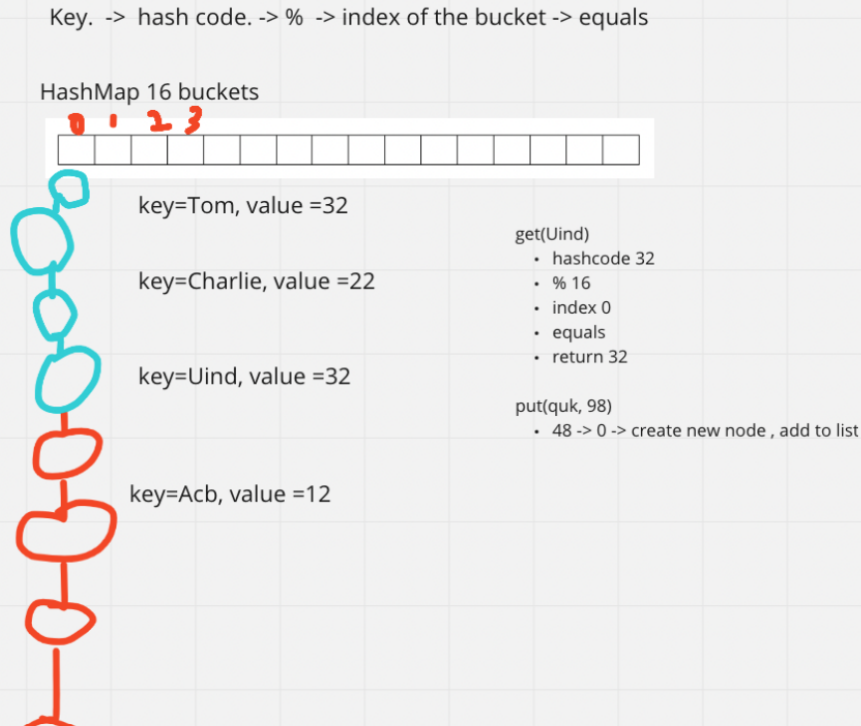 Key. -> hash code. -> % -> index of the bucket -> equals
HashMap 16 buckets
0 1 2 3
key=Tom, value =32
key=Charlie, value =22
key=Uind, value =32
key=Acb, value =12
get(Uind)
• hashcode 32
• % 16
• index 0
• equals
• return 32
put(quk, 98)
• 48 -> 0 -> create new node , add to list